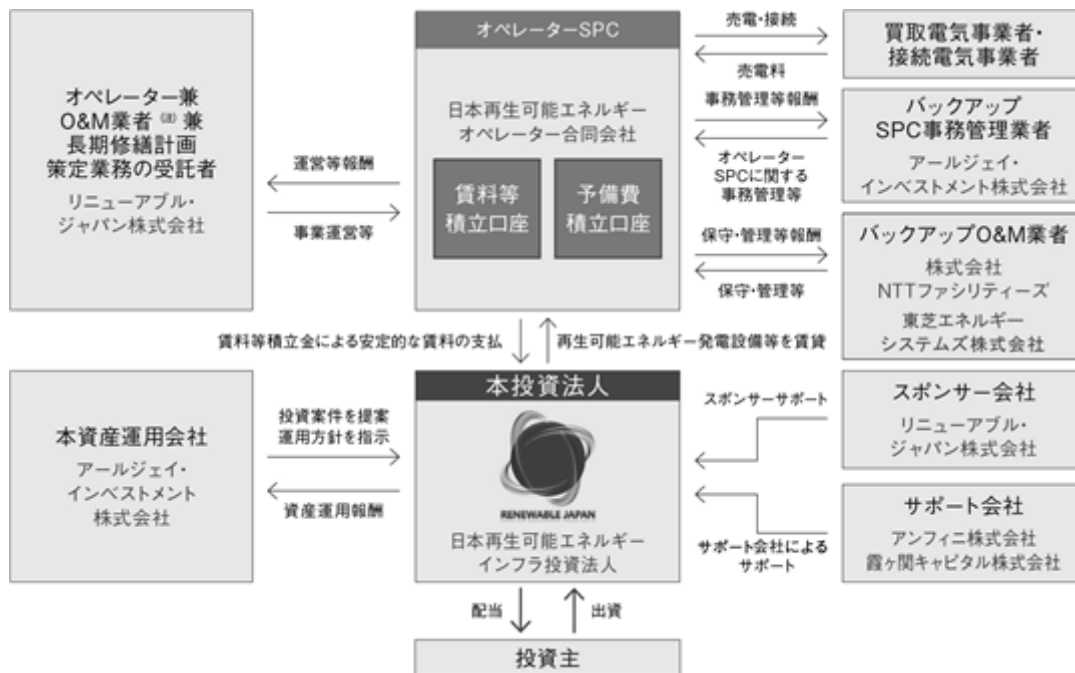 オペレーター兼
O&M業者(注)兼
長期修繕計画
策定業務の受託者
リニューアブル・
ジャパン株式会社
運営等報酬
事業運営等
オペレーターSPC
日本再生可能エネルギー
オペレーター合同会社
賃料等
積立口座
予備費
積立口座
売電・接続
売電料
事務管理等報酬
オペレーター
SPCに関する
事務管理等
保守・管理等報酬
保守・管理等
買取電気事業者・
接続電気事業者
バックアップ
SPC事務管理業者
アールジェイ・
インベストメント株式会社
バックアップO&M業者
株式会社
NTTファシリティーズ
東芝エネルギー
システムズ株式会社
賃料等積立金による安定的な賃料の支払
再生可能エネルギー発電設備等を賃貸
本資産運用会社
アールジェイ・
インベストメント
株式会社
投資案件を提案
運用方針を指示
資産運用報酬
本投資法人
RENEWABLE JAPAN
日本再生可能エネルギー
インフラ投資法人
スポンサーサポート
サポート会社による
サポート
スポンサー会社
リニューアブル・
ジャパン株式会社
サポート会社
アンフィニ株式会社
霞ヶ関キャピタル株式会社
配当
出資
投資主